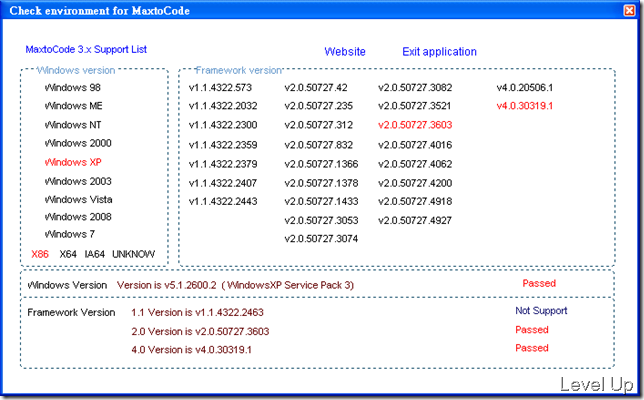 Check environment for MaxtoCode
MaxtoCode 3.x Support List Website Exit application
Windows version
Windows 98
Windows ME
Windows NT
Windows 2000
Windows XP
Windows 2003
Windows Vista
Windows 2008
Windows 7
X86 X64 IA64 UNKNOW
Framework version
v1.1.4322.573 v2.0.50727.42 v2.0.50727.3082 v4.0.20506.1
v1.1.4322.2032 v2.0.50727.235 v2.0.50727.3521 v4.0.30319.1
v1.1.4322.2300 v2.0.50727.312 v2.0.50727.3603
v1.1.4322.2359 v2.0.50727.832 v2.0.50727.4016
v1.1.4322.2379 v2.0.50727.1366 v2.0.50727.4062
v1.1.4322.2407 v2.0.50727.1378 v2.0.50727.4200
v1.1.4322.2443 v2.0.50727.1433 v2.0.50727.4918
v2.0.50727.3053 v2.0.50727.4927
v2.0.50727.3074
Windows Version Version is v5.1.2600.2 ( WindowsXP Service Pack 3) Passed
Framework Version 1.1 Version is v1.1.4322.2463 Not Support
2.0 Version is v2.0.50727.3603 Passed
4.0 Version is v4.0.30319.1 Passed
Level Up